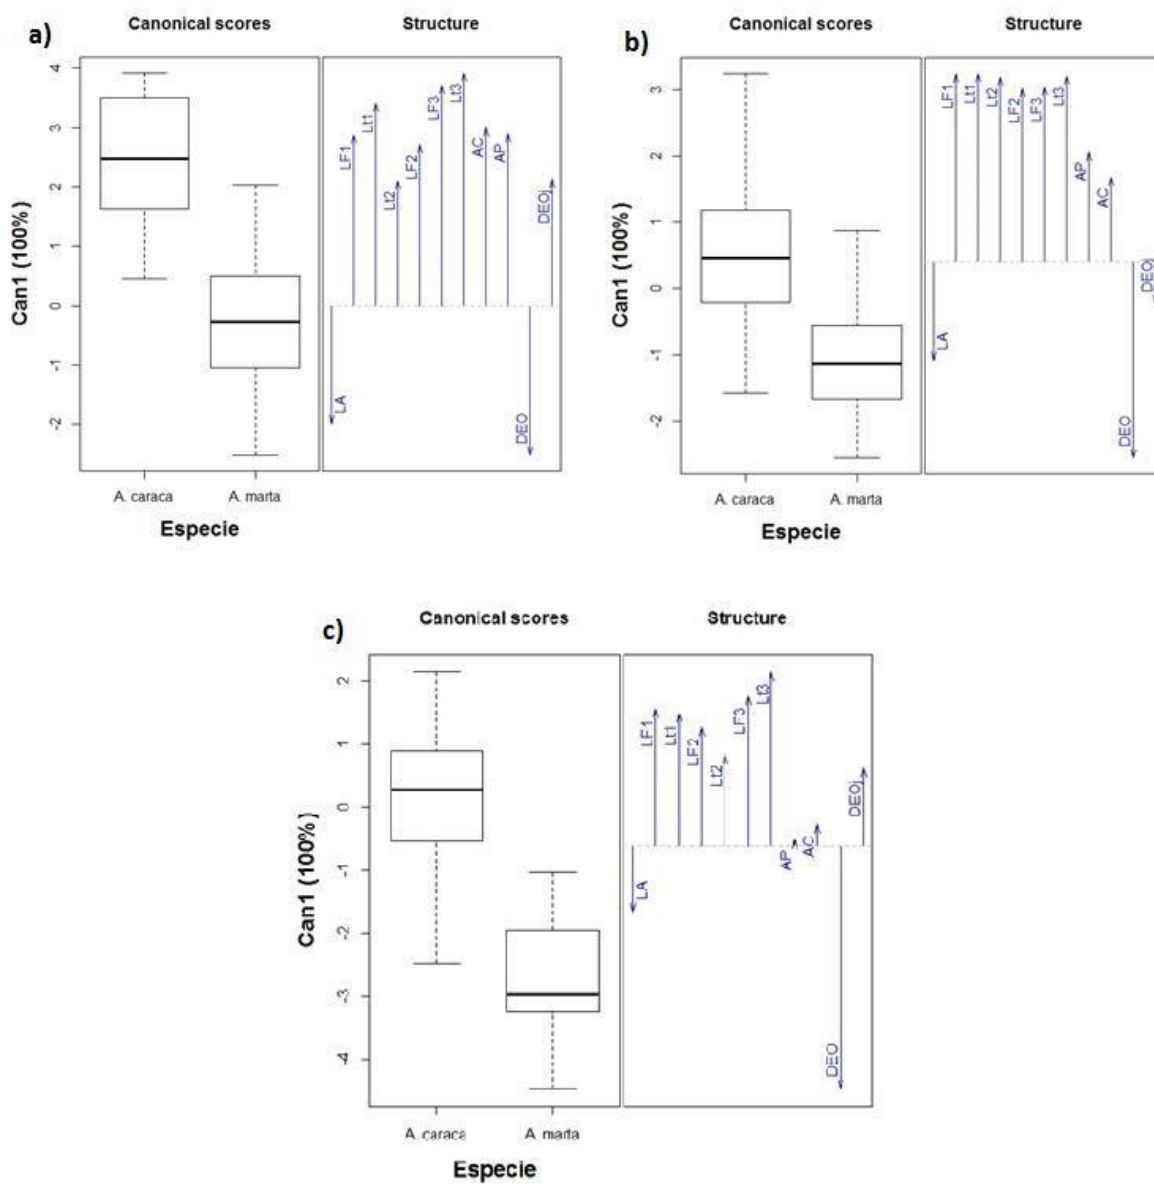 a)
Canonical scores
Structure
Can1 (100%)
4
3
2
1
0
-1
-2
LA
LF1
Lt1
Lt2
LF2
LF3
Lt3
AC
AP
DEO
DEOj
A. caraca
A. marta
Especie
b)
Canonical scores
Structure
Can1 (100%)
3
2
1
0
-1
-2
LA
LF1
Lt1
Lt2
LF2
LF3
Lt3
AP
AC
DEO
DEOj
A. caraca
A. marta
Especie
c)
Canonical scores
Structure
Can1 (100%)
2
1
0
-1
-2
-3
-4
LA
LF1
Lt1
LF2
Lt2
LF3
Lt3
AP
AC
DEO
DEOj
A. caraca
A. marta
Especie